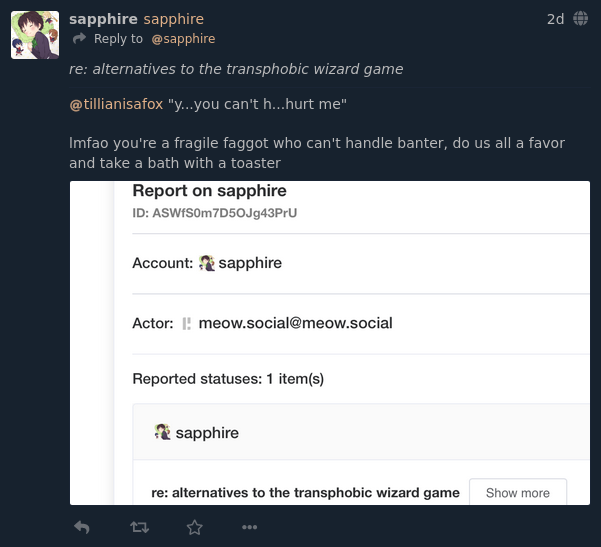 sapphire sapphire 2d
Reply to @sapphire
re: alternatives to the transphobic wizard game
@tillianisafox "y...you can't h...hurt me"
lmfao you're a fragile faggot who can't handle banter, do us all a favor
and take a bath with a toaster
Report on sapphire
ID: ASWfS0m7D5OJg43PrU
Account: sapphire
Actor: meow.social@meow.social
Reported statuses: 1 item(s)
sapphire
re: alternatives to the transphobic wizard game Show more